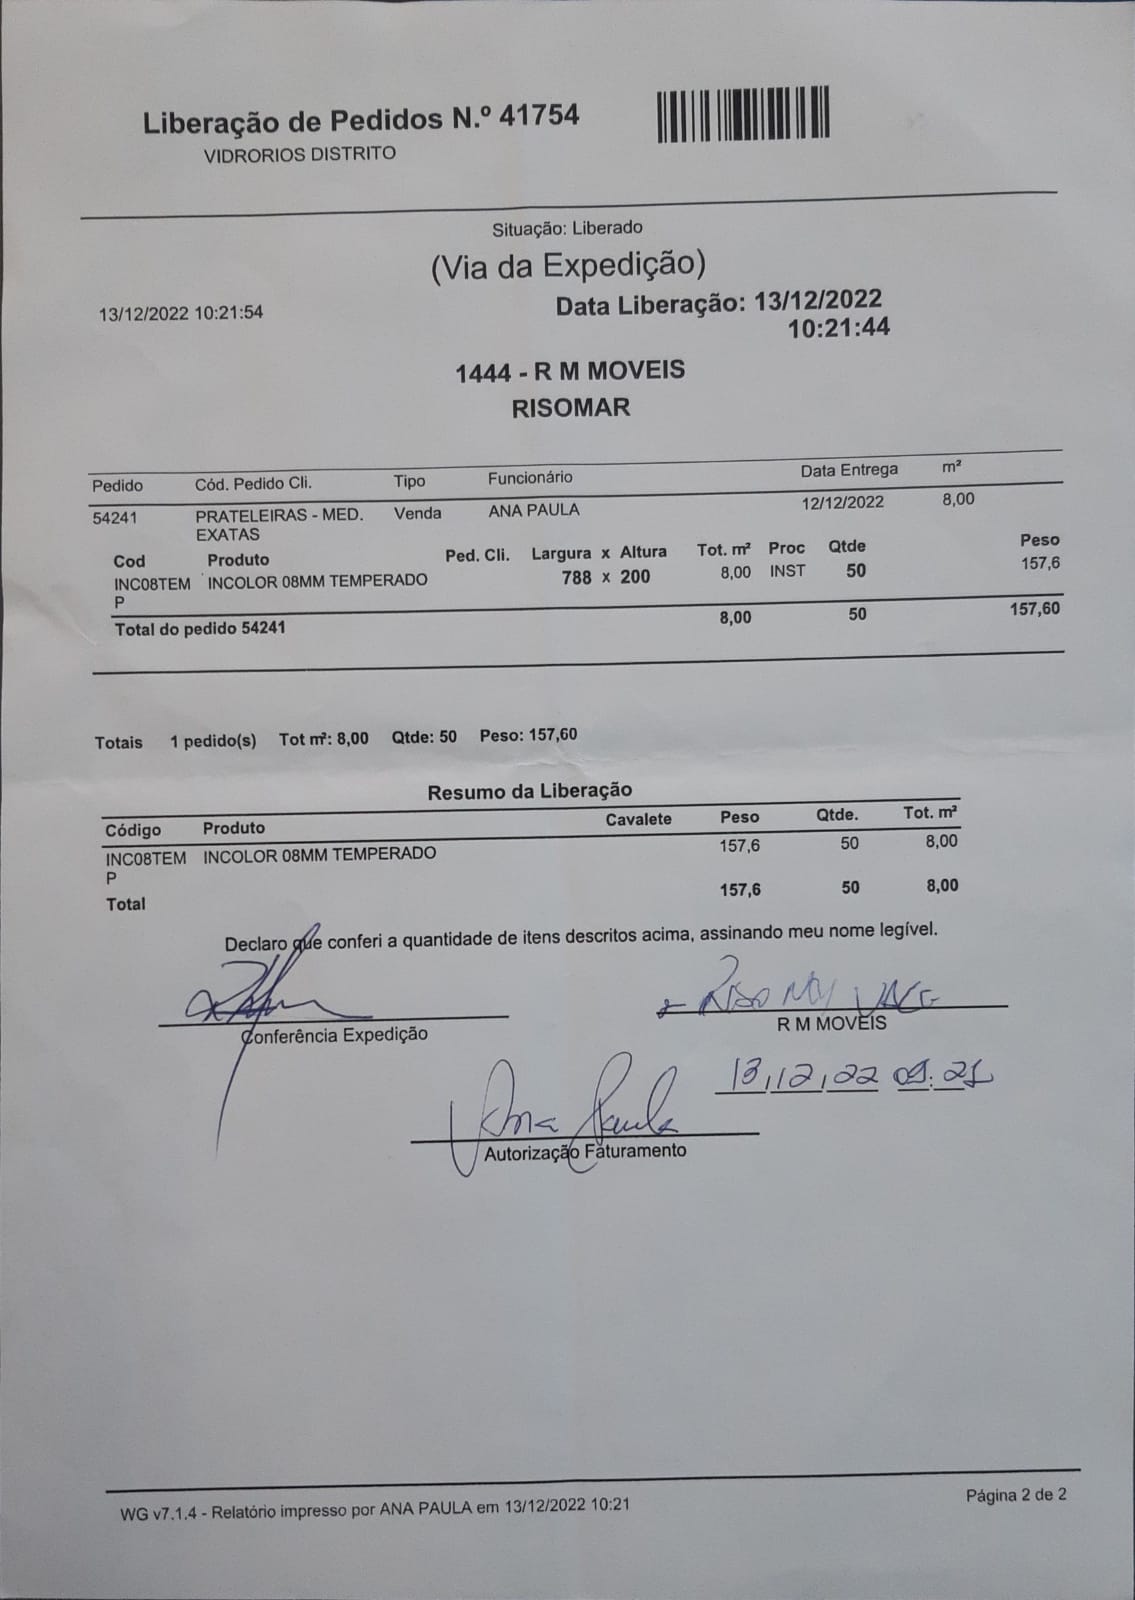 Liberação de Pedidos N.º 41754
VIDRORIOS DISTRITO
Situação: Liberado
(Via da Expedição)
13/12/2022 10:21:54
Data Liberação: 13/12/2022
10:21:44
1444 - R M MOVEIS
RISOMAR
Pedido Cód. Pedido Cli. Tipo Funcionário Data Entrega m²
54241 PRATELEIRAS - MED. Venda ANA PAULA 12/12/2022 8,00
EXATAS
Cod Produto Ped. Cli. Largura x Altura Tot. m² Proc Qtde Peso
INC08TEM INCOLOR 08MM TEMPERADO 788 x 200 8,00 INST 50 157,6
P
Total do pedido 54241 8,00 50 157,60
Totais 1 pedido(s) Tot m²: 8,00 Qtde: 50 Peso: 157,60
Resumo da Liberação
Código Produto Cavalete Peso Qtde. Tot. m²
INC08TEM INCOLOR 08MM TEMPERADO 157,6 50 8,00
P
Total 157,6 50 8,00
Declaro que conferi a quantidade de itens descritos acima, assinando meu nome legível.
Conferência Expedição
R M MOVEIS
13,12,22 09:21
Ana Paula
Autorização Faturamento
WG v7.1.4 - Relatório impresso por ANA PAULA em 13/12/2022 10:21
Página 2 de 2